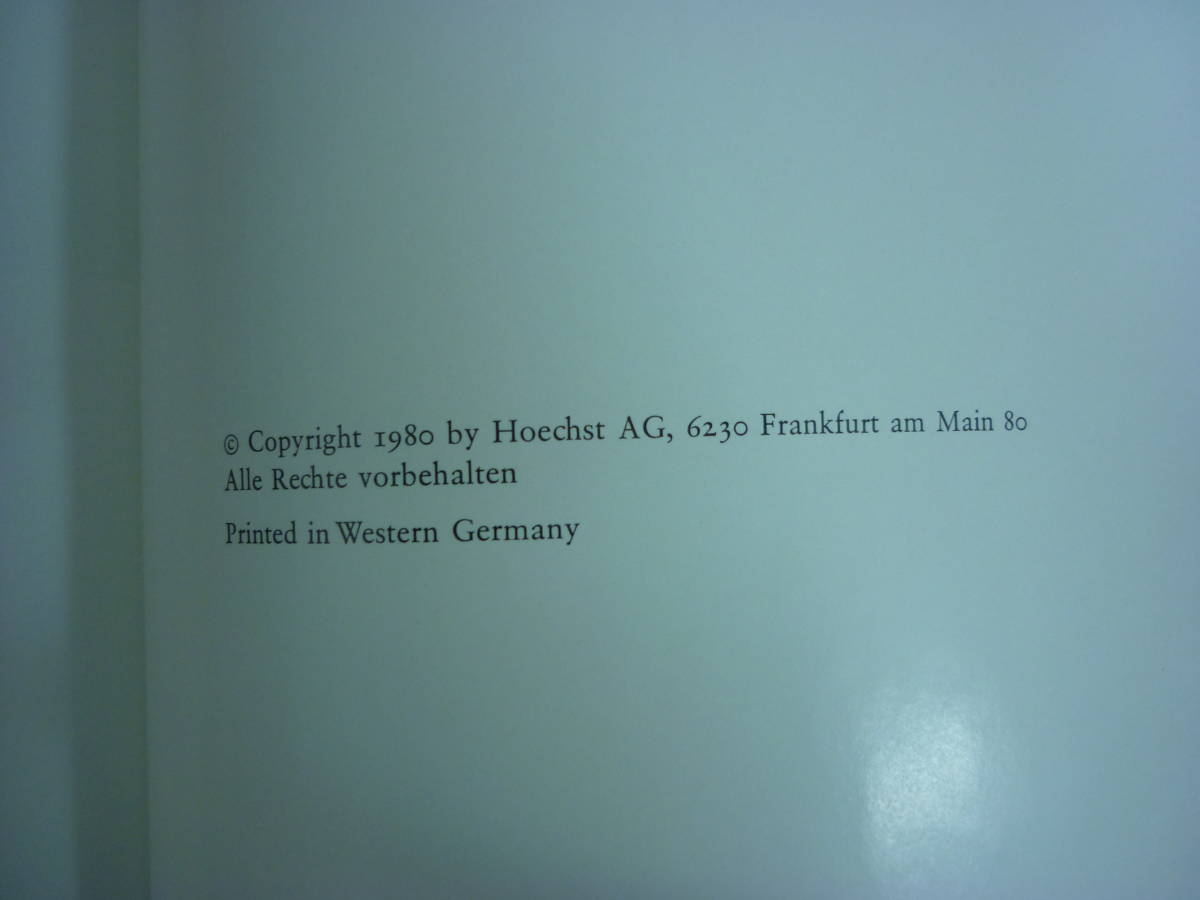 © Copyright 1980 by Hoechst AG, 6230 Frankfurt am Main 80
Alle Rechte vorbehalten
Printed in Western Germany